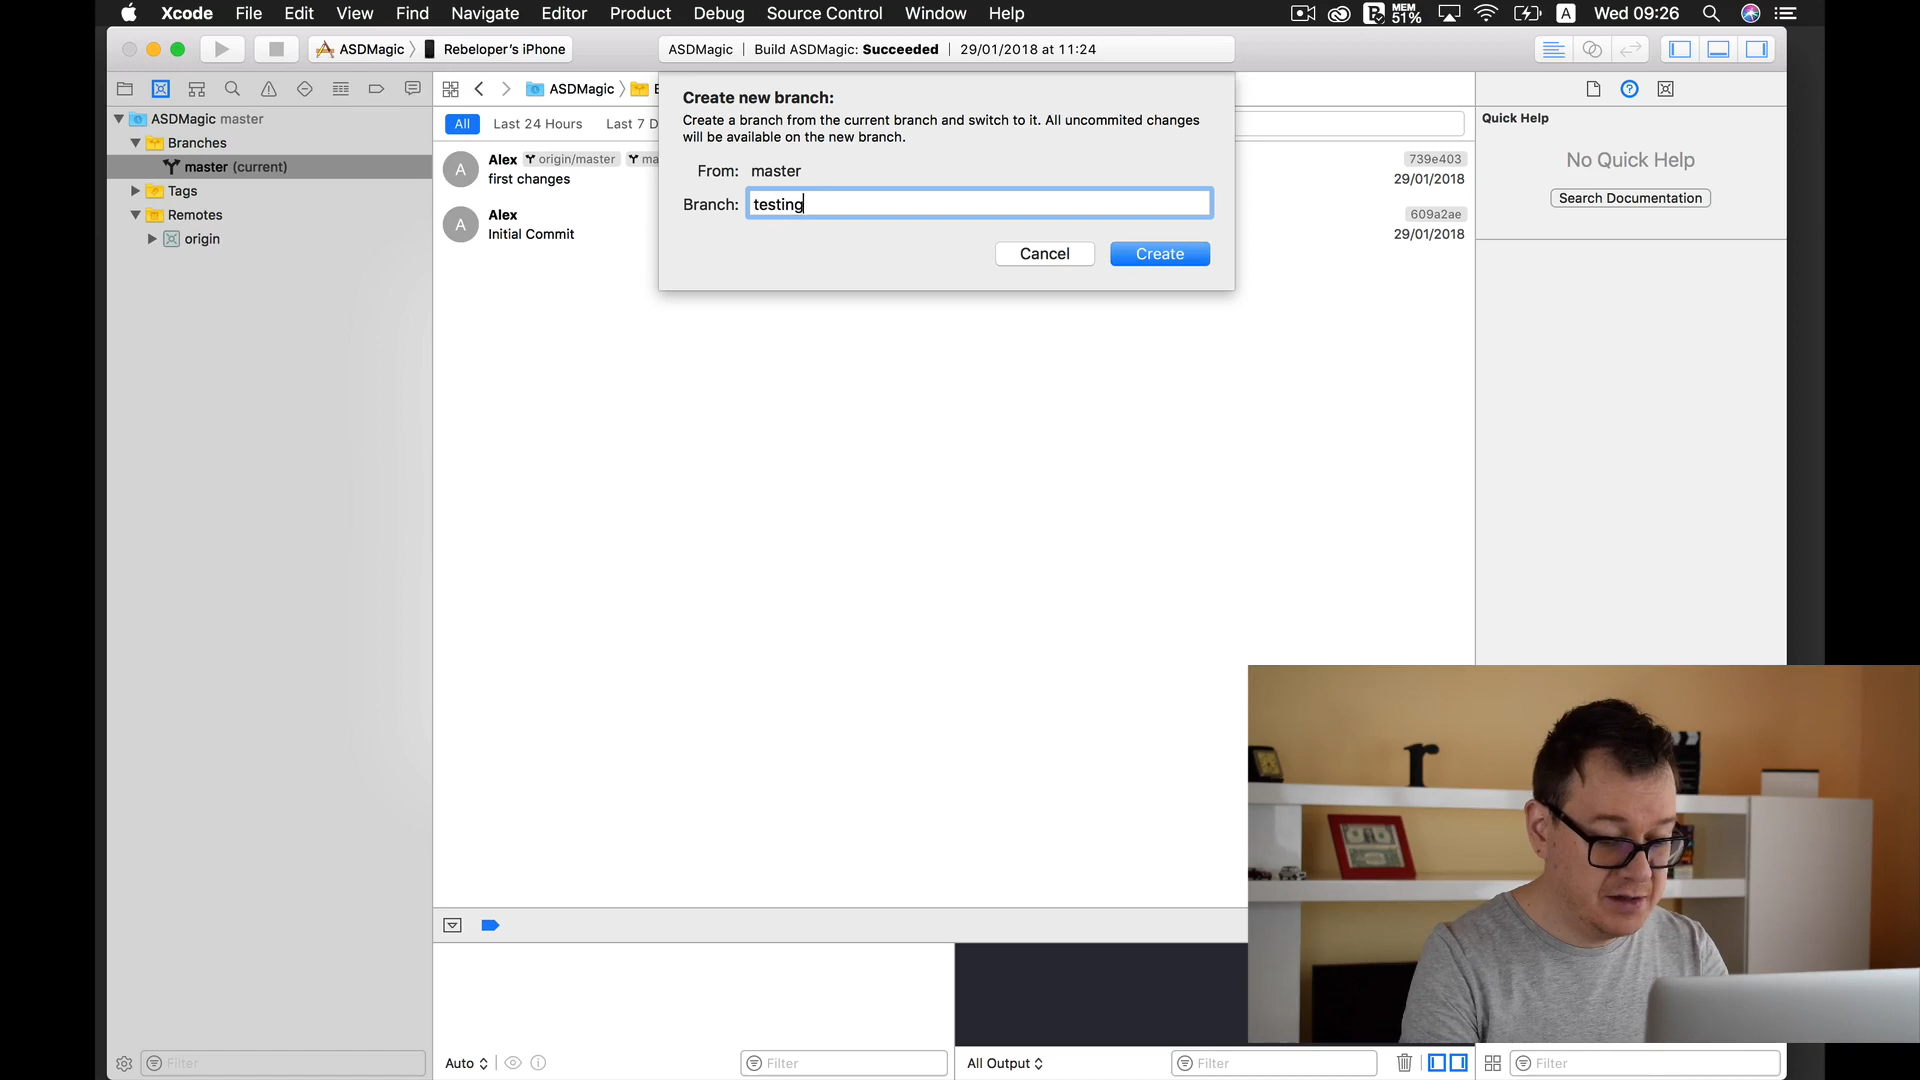 Xcode File Edit View Find Navigate Editor Product Debug Source Control Window Help MEM 51% A Wed 09:26
ASDMagic Rebeloper's iPhone ASDMagic Build ASDMagic: Succeeded 29/01/2018 at 11:24
ASDMagic
ASDMagic master
Branches
master (current)
Tags
Remotes
origin
All Last 24 Hours Last 7 D
A Alex origin/master ma 739e403
first changes 29/01/2018
A Alex 609a2ae
Initial Commit 29/01/2018
Create new branch:
Create a branch from the current branch and switch to it. All uncommited changes
will be available on the new branch.
From: master
Branch: testing
Cancel Create
Quick Help
No Quick Help
Search Documentation
r
Filter Auto Filter All Output Filter Filter